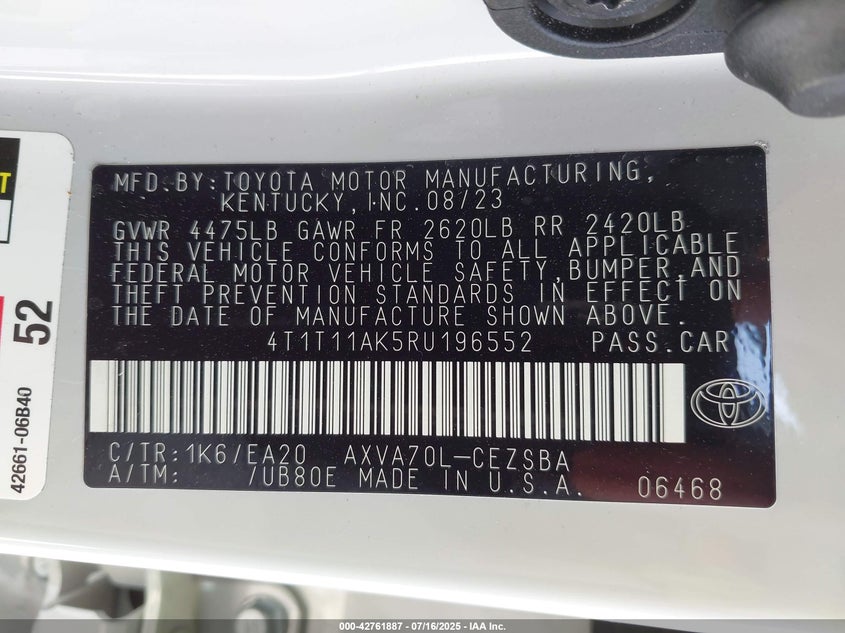 MFD.BY:TOYOTA MOTOR MANUFACTURING,
KENTUCKY,INC.08/23
GVWR 4475LB GAWR FR 2620LB RR 2420LB
THIS VEHICLE CONFORMS TO ALL APPLICABLE
FEDERAL MOTOR VEHICLE SAFETY,BUMPER,AND
THEFT PREVENTION STANDARDS IN EFFECT ON
THE DATE OF MANUFACTURE SHOWN ABOVE.
4T1T11AK5RU196552 PASS.CAR
C/TR:1K6/EA20 AXVA70L-CEZSBA
A/TM: /UB80E MADE IN U.S.A. 06468
52
42661-06B40
000-42761887 - 07/16/2025 - IAA Inc.